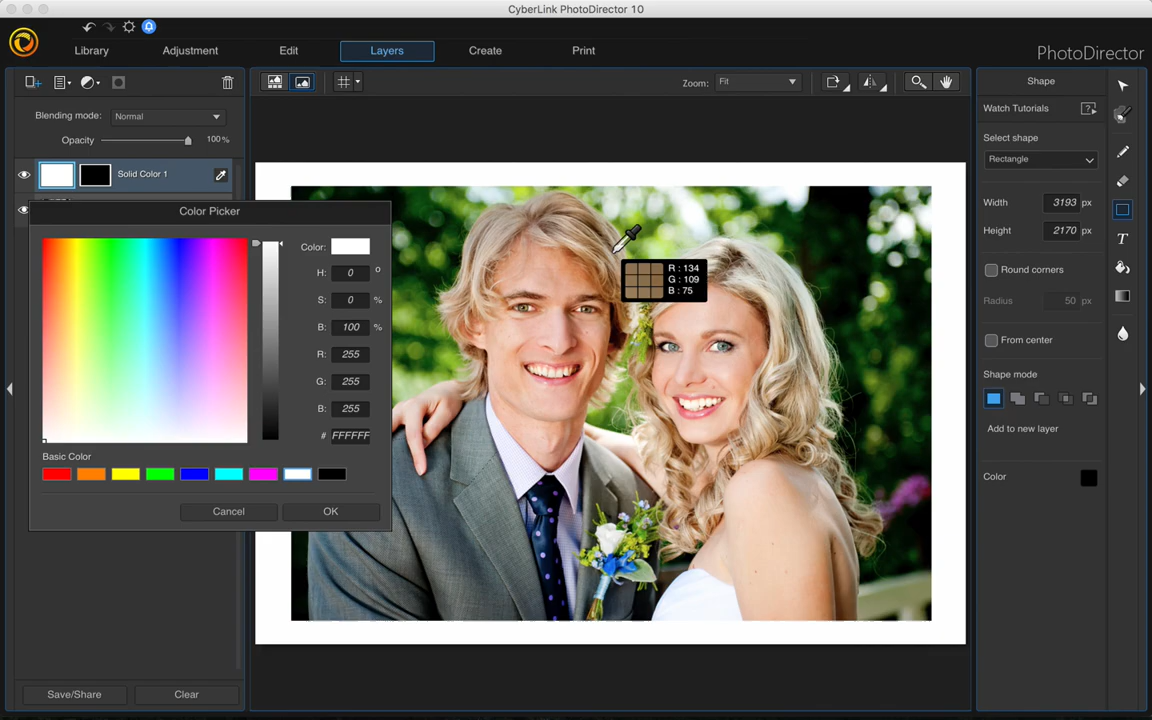 CyberLink PhotoDirector 10
Library
Adjustment
Edit
Layers
Create
Print
PhotoDirector
Zoom:
Fit
Blending mode:
Normal
Opacity
100%
Solid Color 1
Color Picker
Color:
H:
0
o
S:
0
%
B:
100
%
R:
255
G:
255
B:
255
#
FFFFFF
Basic Color
Cancel
OK
R : 134
G : 109
B : 75
Shape
Watch Tutorials
Select shape
Rectangle
Width
3193
px
Height
2170
px
Round corners
Radius
50
px
From center
Shape mode
Add to new layer
Color
T
Save/Share
Clear